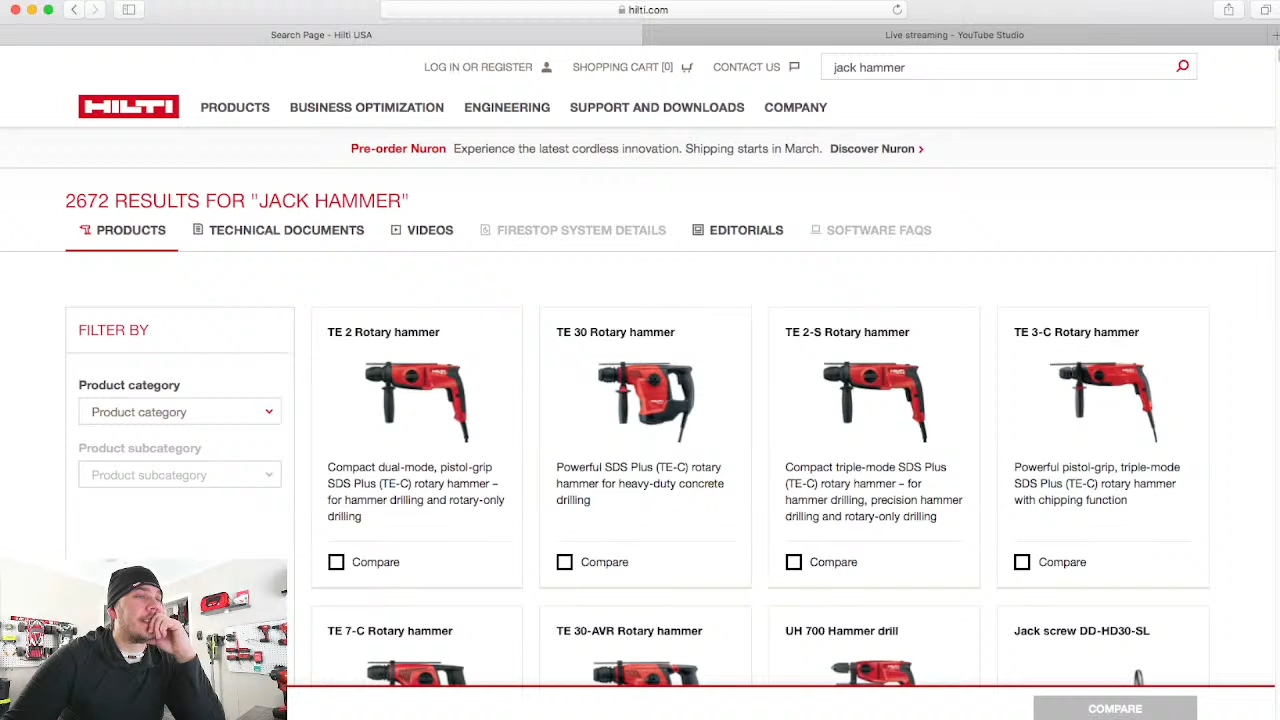 hilti.com
Search Page - Hilti USA
Live streaming - YouTube Studio
LOG IN OR REGISTER
SHOPPING CART [0]
CONTACT US
jack hammer
HILTI
PRODUCTS
BUSINESS OPTIMIZATION
ENGINEERING
SUPPORT AND DOWNLOADS
COMPANY
Pre-order Nuron Experience the latest cordless innovation. Shipping starts in March. Discover Nuron
2672 RESULTS FOR "JACK HAMMER"
PRODUCTS
TECHNICAL DOCUMENTS
VIDEOS
FIRESTOP SYSTEM DETAILS
EDITORIALS
SOFTWARE FAQS
FILTER BY
Product category
Product category
Product subcategory
Product subcategory
TE 2 Rotary hammer
Compact dual-mode, pistol-grip
SDS Plus (TE-C) rotary hammer –
for hammer drilling and rotary-only
drilling
Compare
TE 30 Rotary hammer
Powerful SDS Plus (TE-C) rotary
hammer for heavy-duty concrete
drilling
Compare
TE 2-S Rotary hammer
Compact triple-mode SDS Plus
(TE-C) rotary hammer – for
hammer drilling, precision hammer
drilling and rotary-only drilling
Compare
TE 3-C Rotary hammer
Powerful pistol-grip, triple-mode
SDS Plus (TE-C) rotary hammer
with chipping function
Compare
TE 7-C Rotary hammer
TE 30-AVR Rotary hammer
UH 700 Hammer drill
Jack screw DD-HD30-SL
COMPARE